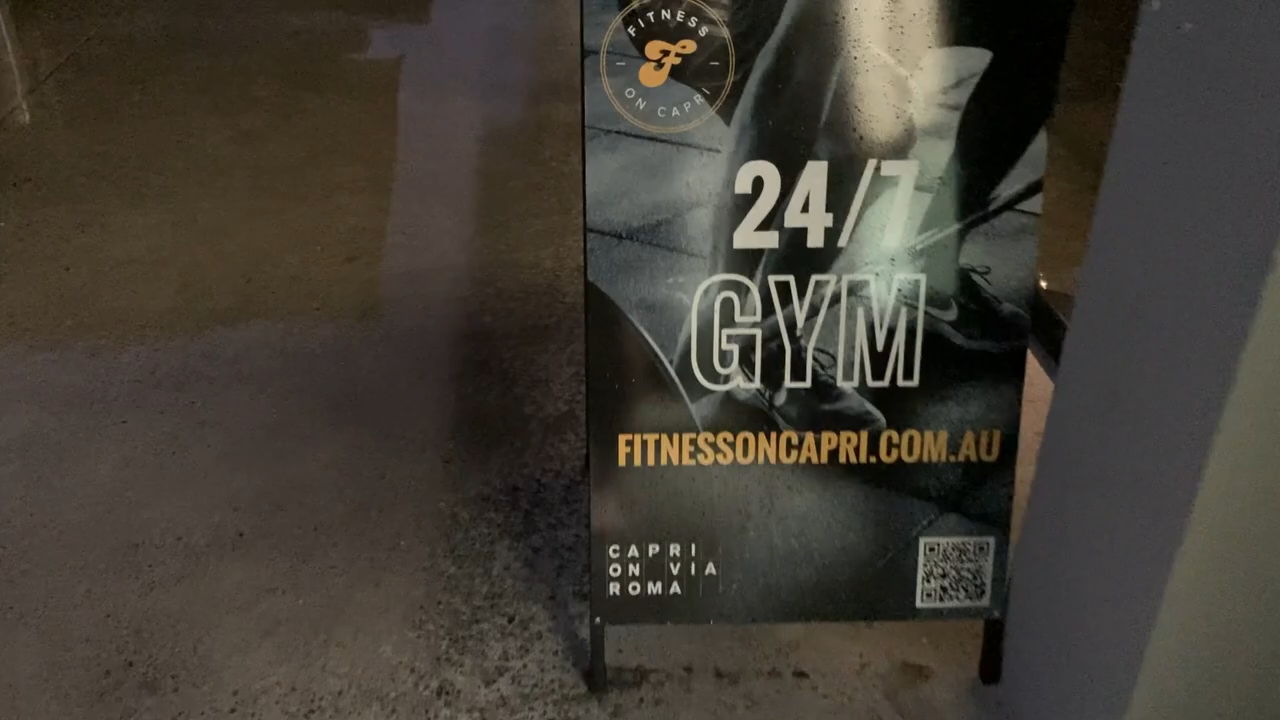 FITNESS
F
ON CAPRI
24/7
GYM
FITNESSONCAPRI.COM.AU
CAPRI
ON VIA
ROMA